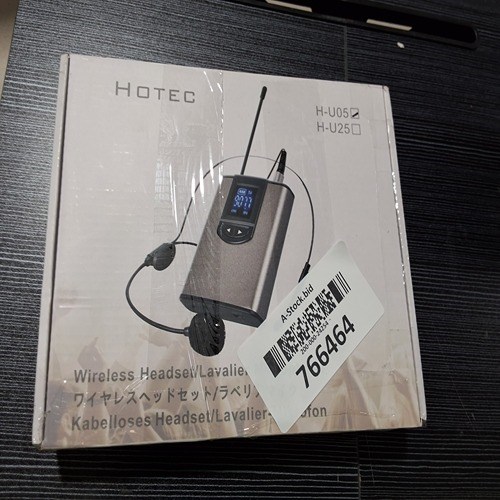 HOTEC
H-U05
H-U25
A-Stock.bid
766464
Wireless Headset/Lavalier
ワイヤレスヘッドセット/ラベリ
Kabelloses Headset/Lavalier- fon